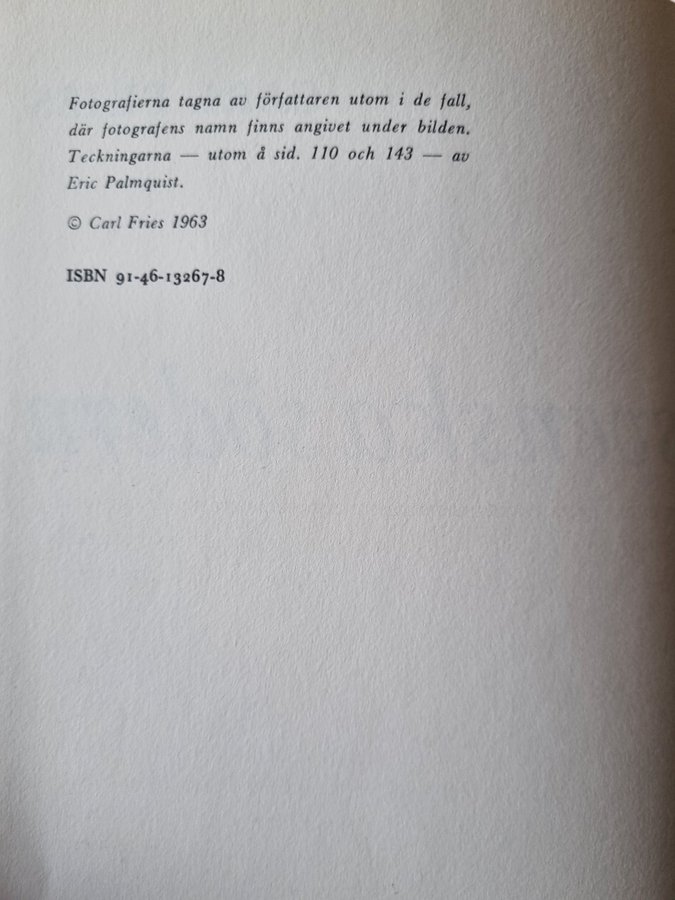 Fotografierna tagna av författaren utom i de fall,
där fotografens namn finns angivet under bilden.
Teckningarna — utom å sid. 110 och 143 — av
Eric Palmquist.
© Carl Fries 1963
ISBN 91-46-13267-8